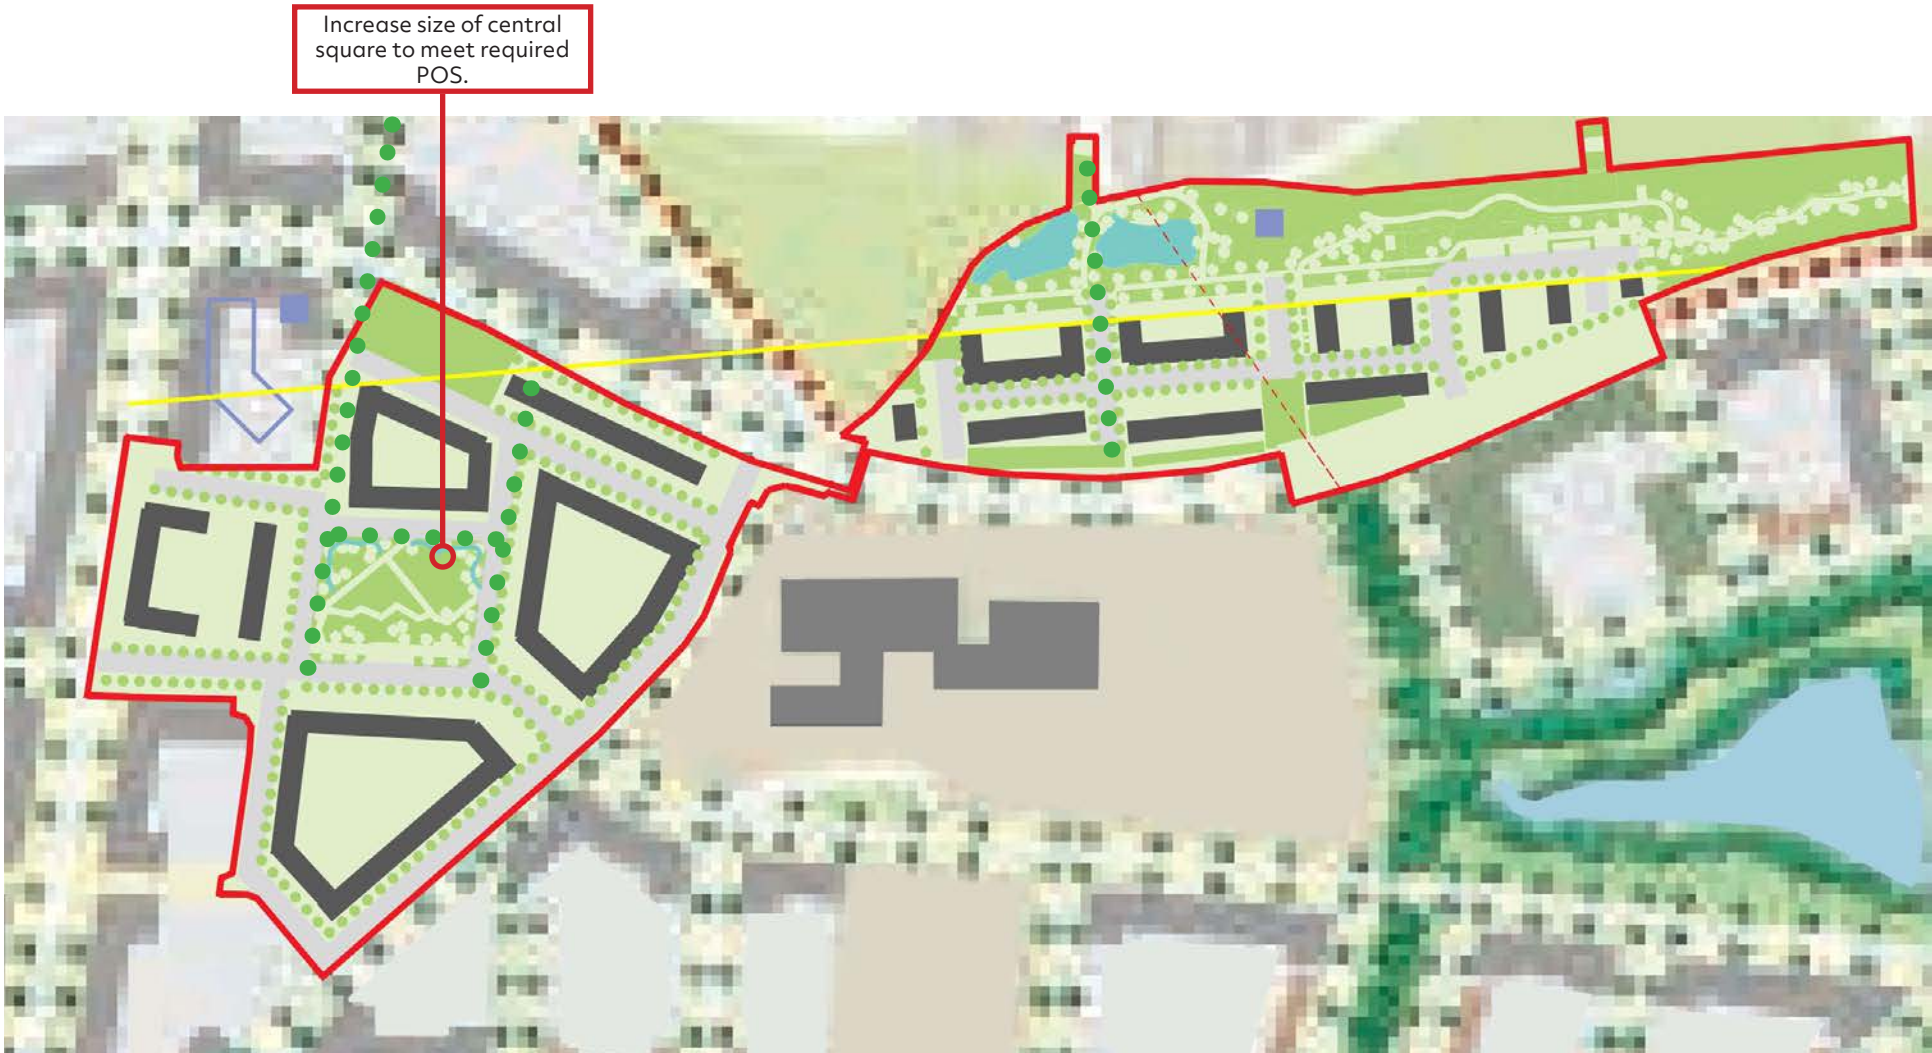 Increase size of central
square to meet required
POS.